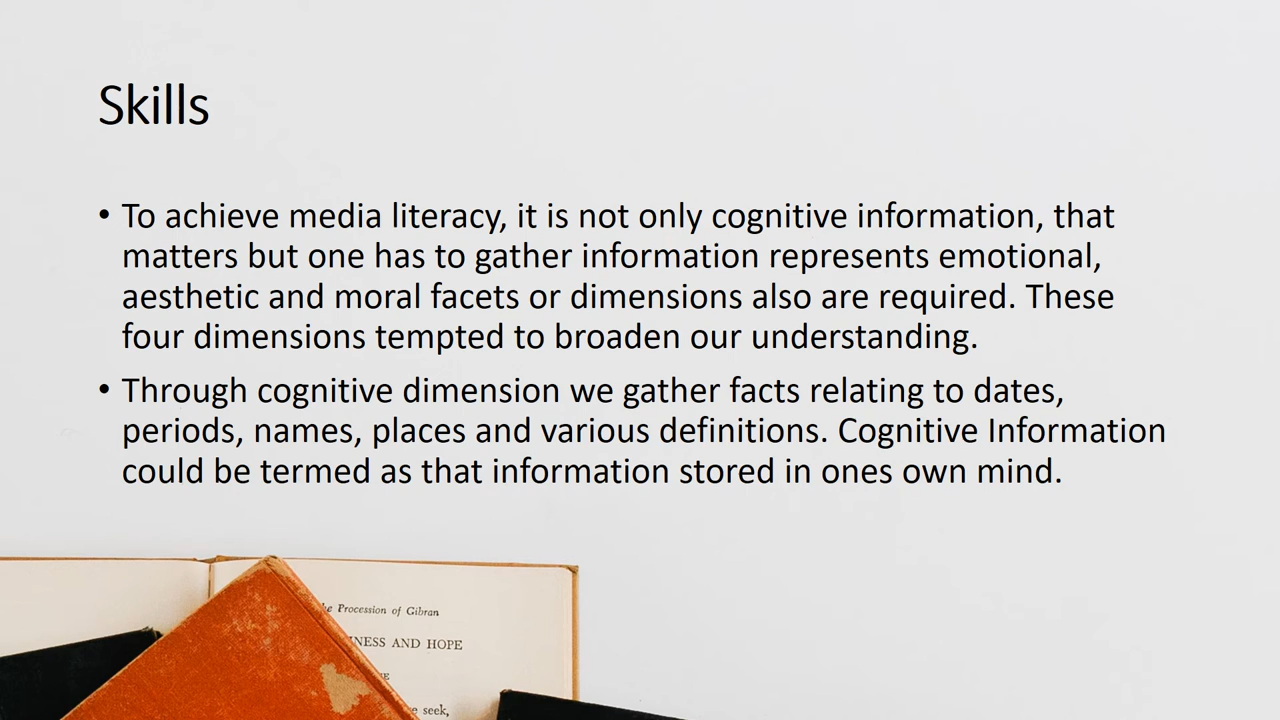 Skills
• To achieve media literacy, it is not only cognitive information, that
matters but one has to gather information represents emotional,
aesthetic and moral facets or dimensions also are required. These
four dimensions tempted to broaden our understanding.
• Through cognitive dimension we gather facts relating to dates,
periods, names, places and various definitions. Cognitive Information
could be termed as that information stored in ones own mind.
Procession of Gibran
AND HOPE
seek,